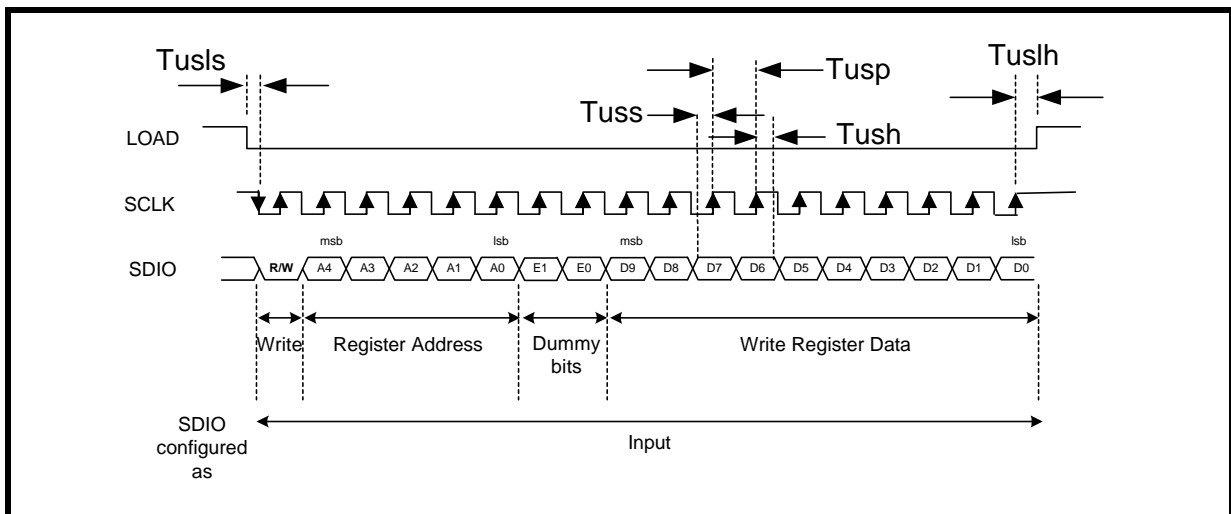 Tusls
Tuslh
Tusp
Tuss
Tush
LOAD
SCLK
msb lsb msb lsb
SDIO R/W A4 A3 A2 A1 A0 E1 E0 D9 D8 D7 D6 D5 D4 D3 D2 D1 D0
Write Register Address Dummy Write Register Data
bits
SDIO
configured
as
Input